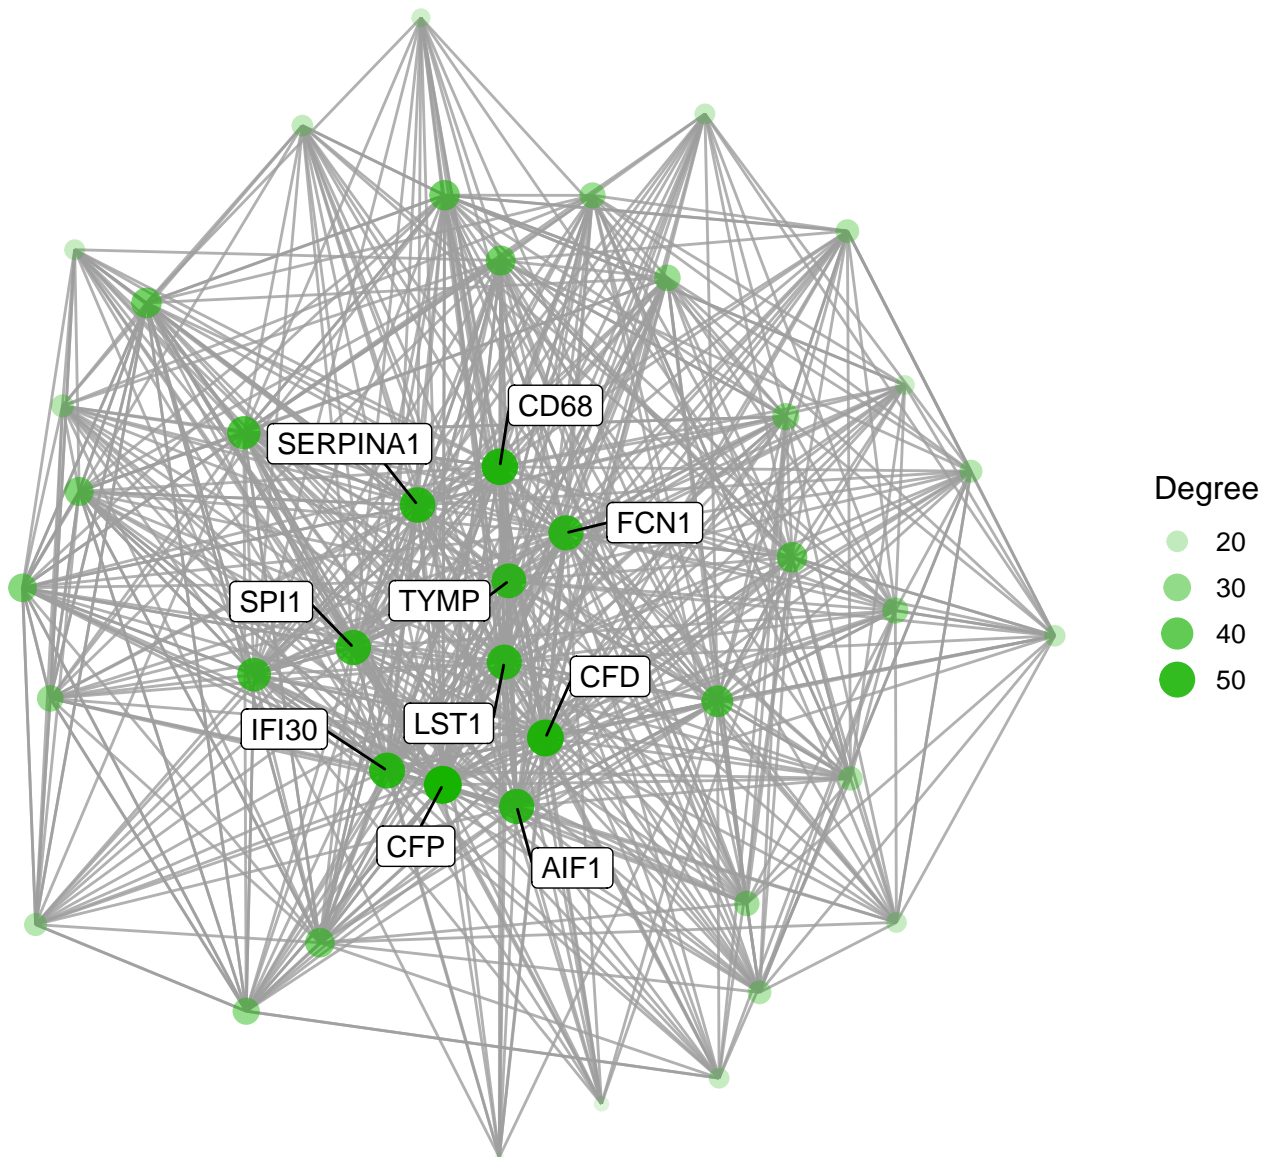 CD68
SERPINA1
FCN1
SPI1
TYMP
CFD
LST1
IFI30
CFP
AIF1
Degree
20
30
40
50